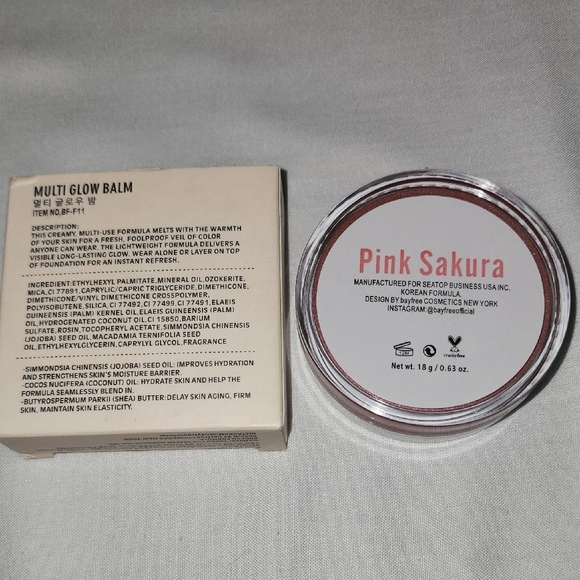 MULTI GLOW BALM
멀티 글로우 밤
ITEM NO.BF-F11
DESCRIPTION:
THIS CREAMY, MULTI-USE FORMULA MELTS WITH THE WARMTH
OF YOUR SKIN FOR A FRESH, FOOLPROOF VEIL OF COLOR
ANYONE CAN WEAR. THE LIGHTWEIGHT FORMULA DELIVERS A
VISIBLE LONG-LASTING GLOW. WEAR ALONE OR LAYER ON TOP
OF FOUNDATION FOR AN INSTANT REFRESH.
INGREDIENT:ETHYLHEXYL PALMITATE,MINERAL OIL,OZOKERITE,
MICA,CI 77891,CAPRYLIC/CAPRIC TRIGLYCERIDE,DIMETHICONE,
DIMETHICONE/VINYL DIMETHICONE CROSSPOLYMER,
POLYISOBUTENE,SILICA,CI 77492,CI 77499,CI 77491,ELAEIS
GUINEENSIS (PALM) KERNEL OIL,ELAEIS GUINEENSIS (PALM)
OIL,HYDROGENATED COCONUT OIL,CI 15850,BARIUM
SULFATE,ROSIN,TOCOPHERYL ACETATE,SIMMONDSIA CHINENSIS
(JOJOBA) SEED OIL,MACADAMIA TERNIFOLIA SEED
OIL,ETHYLHEXYLGLYCERIN,CAPRYLYL GLYCOL,FRAGANCE
-SIMMONDSIA CHINENSIS (JOJOBA) SEED OIL: IMPROVES HYDRATION
AND STRENGTHENS SKIN'S MOISTURE BARRIER.
-COCOS NUCIFERA (COCONUT) OIL: HYDRATE SKIN AND HELP THE
FORMULA SEAMLESSLY BLEND IN.
-BUTYROSPERMUM PARKII (SHEA) BUTTER:DELAY SKIN AGING, FIRM
SKIN, MAINTAIN SKIN ELASTICITY.
Pink Sakura
MANUFACTURED FOR SEATOP BUSINESS USA INC.
KOREAN FORMULA.
DESIGN BY bayfree COSMETICS NEW YORK
INSTAGRAM:@bayfreeofficial
crueltyfree
Net wt. 18 g / 0.63 oz.